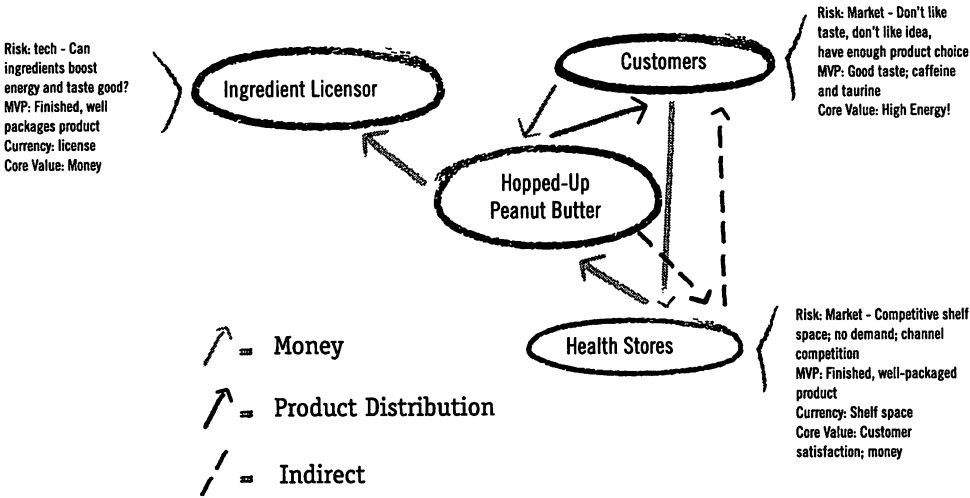 Risk: tech - Can
ingredients boost
energy and taste good?
MVP: Finished, well
packages product
Currency: license
Core Value: Money
Ingredient Licensor
Customers
Risk: Market - Don't like
taste, don't like idea,
have enough product choice
MVP: Good taste; caffeine
and taurine
Core Value: High Energy!
Hopped-Up
Peanut Butter
Health Stores
Risk: Market - Competitive shelf
space; no demand; channel
competition
MVP: Finished, well-packaged
product
Currency: Shelf space
Core Value: Customer
satisfaction; money
= Money
= Product Distribution
= Indirect